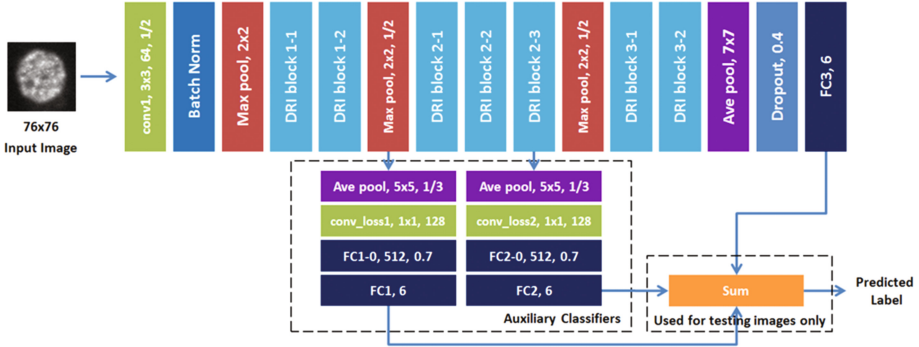 76x76
Input Image
conv1, 3x3, 64, 1/2
Batch Norm
Max pool, 2x2
DRI block 1-1
DRI block 1-2
Max pool, 2x2, 1/2
DRI block 2-1
DRI block 2-2
DRI block 2-3
Max pool, 2x2, 1/2
DRI block 3-1
DRI block 3-2
Ave pool, 7x7
Dropout, 0.4
FC3, 6
Ave pool, 5x5, 1/3
conv_loss1, 1x1, 128
FC1-0, 512, 0.7
FC1, 6
Ave pool, 5x5, 1/3
conv_loss2, 1x1, 128
FC2-0, 512, 0.7
FC2, 6
Auxiliary Classifiers
Sum
Used for testing images only
Predicted
Label